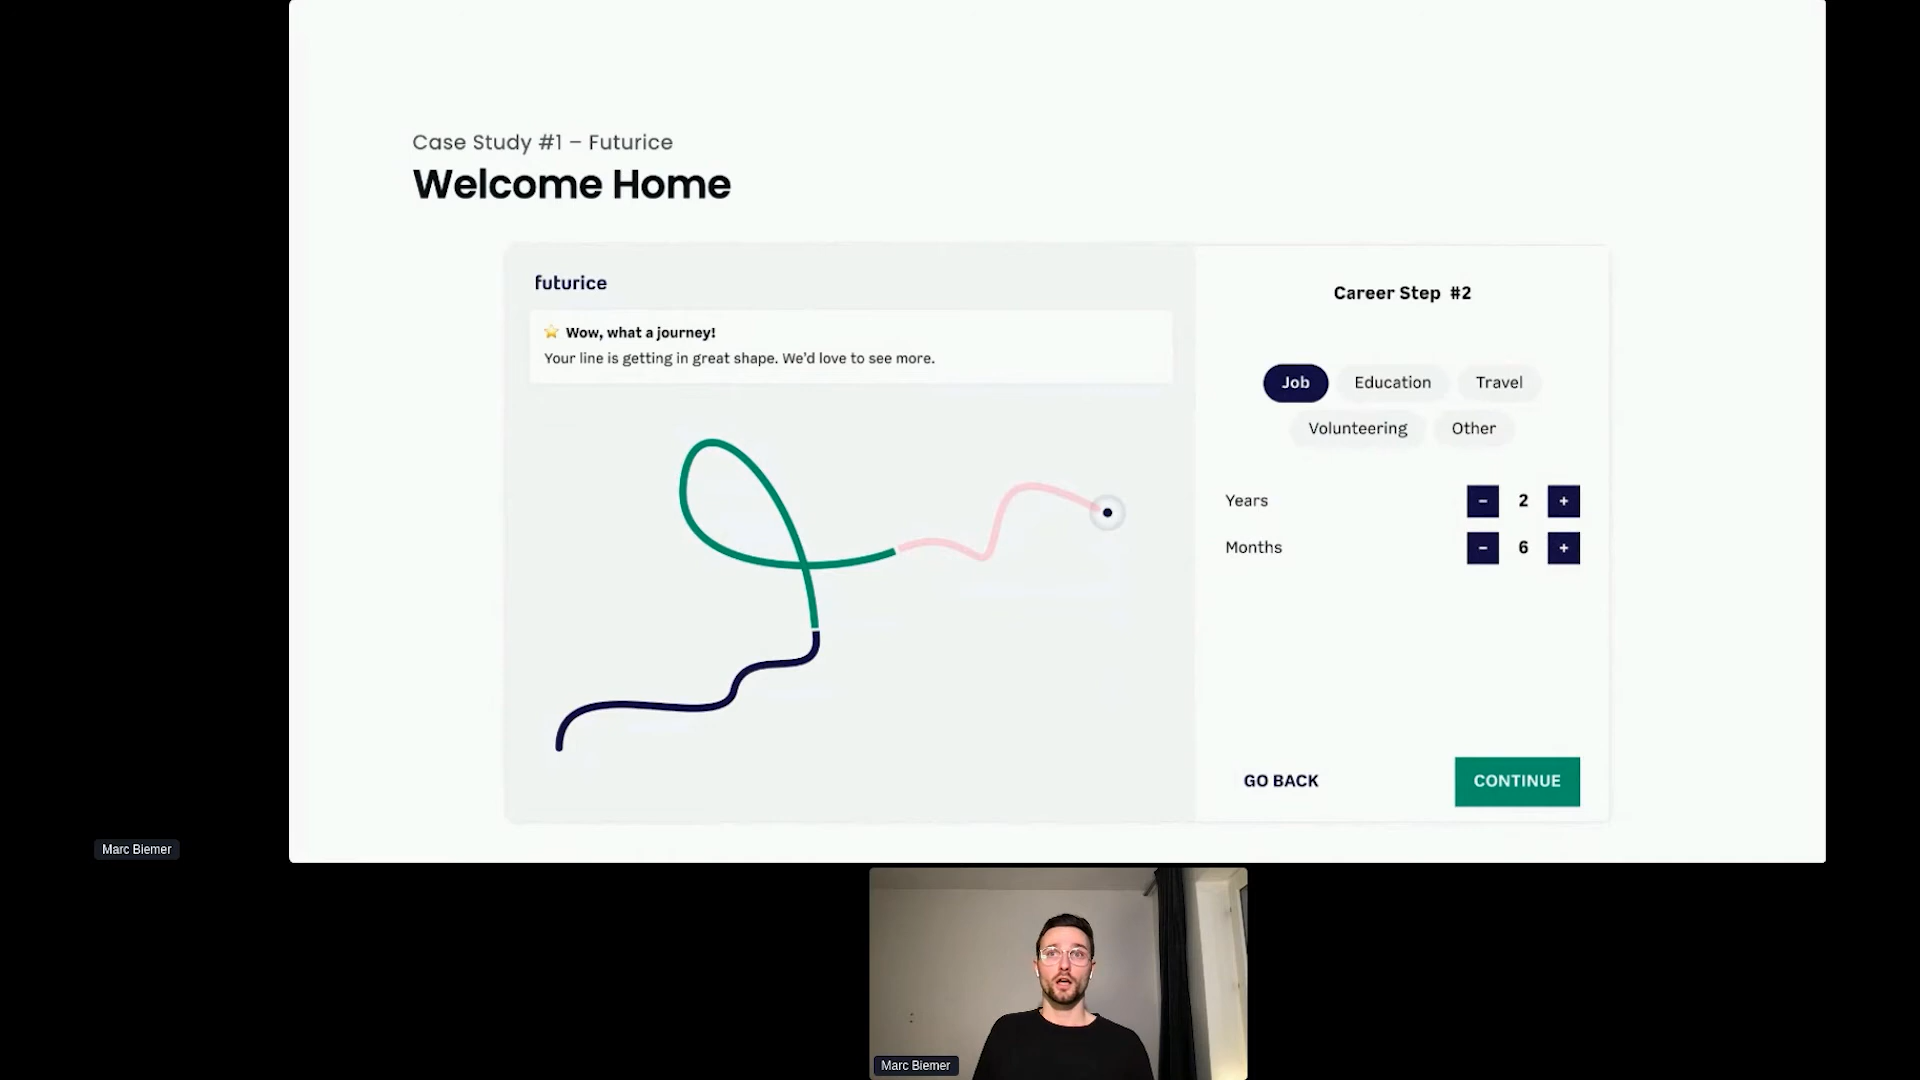 Case Study #1 – Futurice
Welcome Home
futurice
Wow, what a journey!
Your line is getting in great shape. We'd love to see more.
Career Step #2
Job Education Travel
Volunteering Other
Years - 2 +
Months - 6 +
GO BACK CONTINUE
Marc Biemer
Marc Biemer